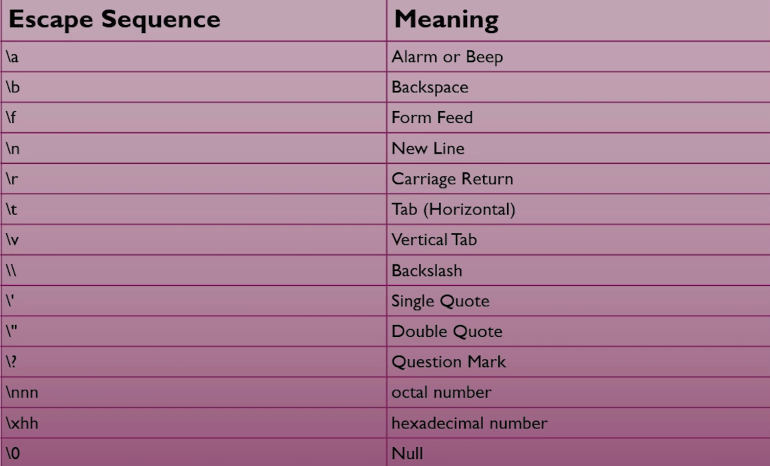 Escape Sequence Meaning
\a Alarm or Beep
\b Backspace
\f Form Feed
\n New Line
\r Carriage Return
\t Tab (Horizontal)
\v Vertical Tab
\\ Backslash
\' Single Quote
\" Double Quote
\? Question Mark
\nnn octal number
\xhh hexadecimal number
\0 Null